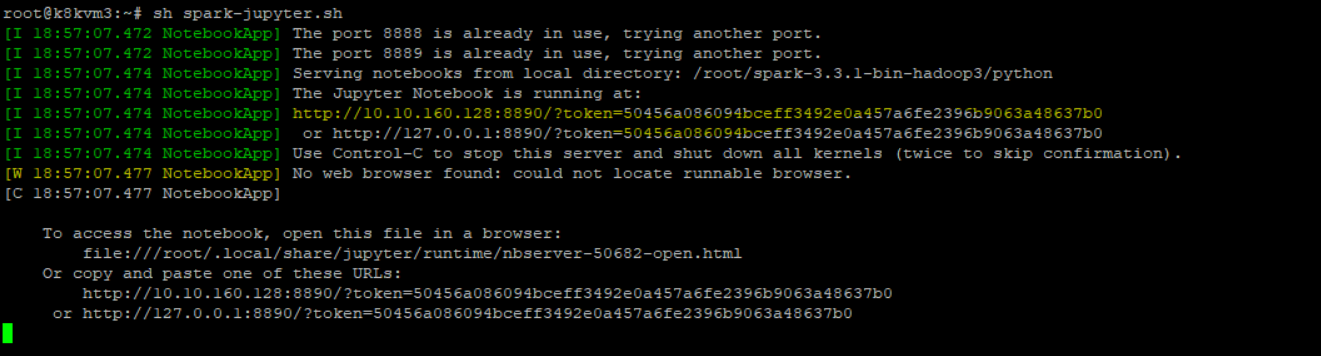 root@k8kvm3:~# sh spark-jupyter.sh
[I 18:57:07.472 NotebookApp] The port 8888 is already in use, trying another port.
[I 18:57:07.472 NotebookApp] The port 8889 is already in use, trying another port.
[I 18:57:07.474 NotebookApp] Serving notebooks from local directory: /root/spark-3.3.1-bin-hadoop3/python
[I 18:57:07.474 NotebookApp] The Jupyter Notebook is running at:
[I 18:57:07.474 NotebookApp] http://10.10.160.128:8890/?token=50456a086094bceff3492e0a457a6fe2396b9063a48637b0
[I 18:57:07.474 NotebookApp]  or http://127.0.0.1:8890/?token=50456a086094bceff3492e0a457a6fe2396b9063a48637b0
[I 18:57:07.474 NotebookApp] Use Control-C to stop this server and shut down all kernels (twice to skip confirmation).
[W 18:57:07.477 NotebookApp] No web browser found: could not locate runnable browser.
[C 18:57:07.477 NotebookApp]
To access the notebook, open this file in a browser:
file:///root/.local/share/jupyter/runtime/nbserver-50682-open.html
Or copy and paste one of these URLs:
http://10.10.160.128:8890/?token=50456a086094bceff3492e0a457a6fe2396b9063a48637b0
or http://127.0.0.1:8890/?token=50456a086094bceff3492e0a457a6fe2396b9063a48637b0